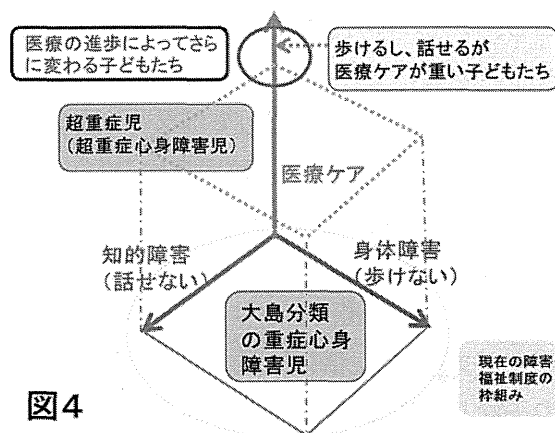 医療の進歩によってさら
に変わる子どもたち
歩けるし、話せるが
医療ケアが重い子どもたち
超重症児
(超重症心身障害児)
医療ケア
知的障害
(話せない)
身体障害
(歩けない)
大島分類
の重症心身
障害児
現在の障害
福祉制度の
枠組み
図4